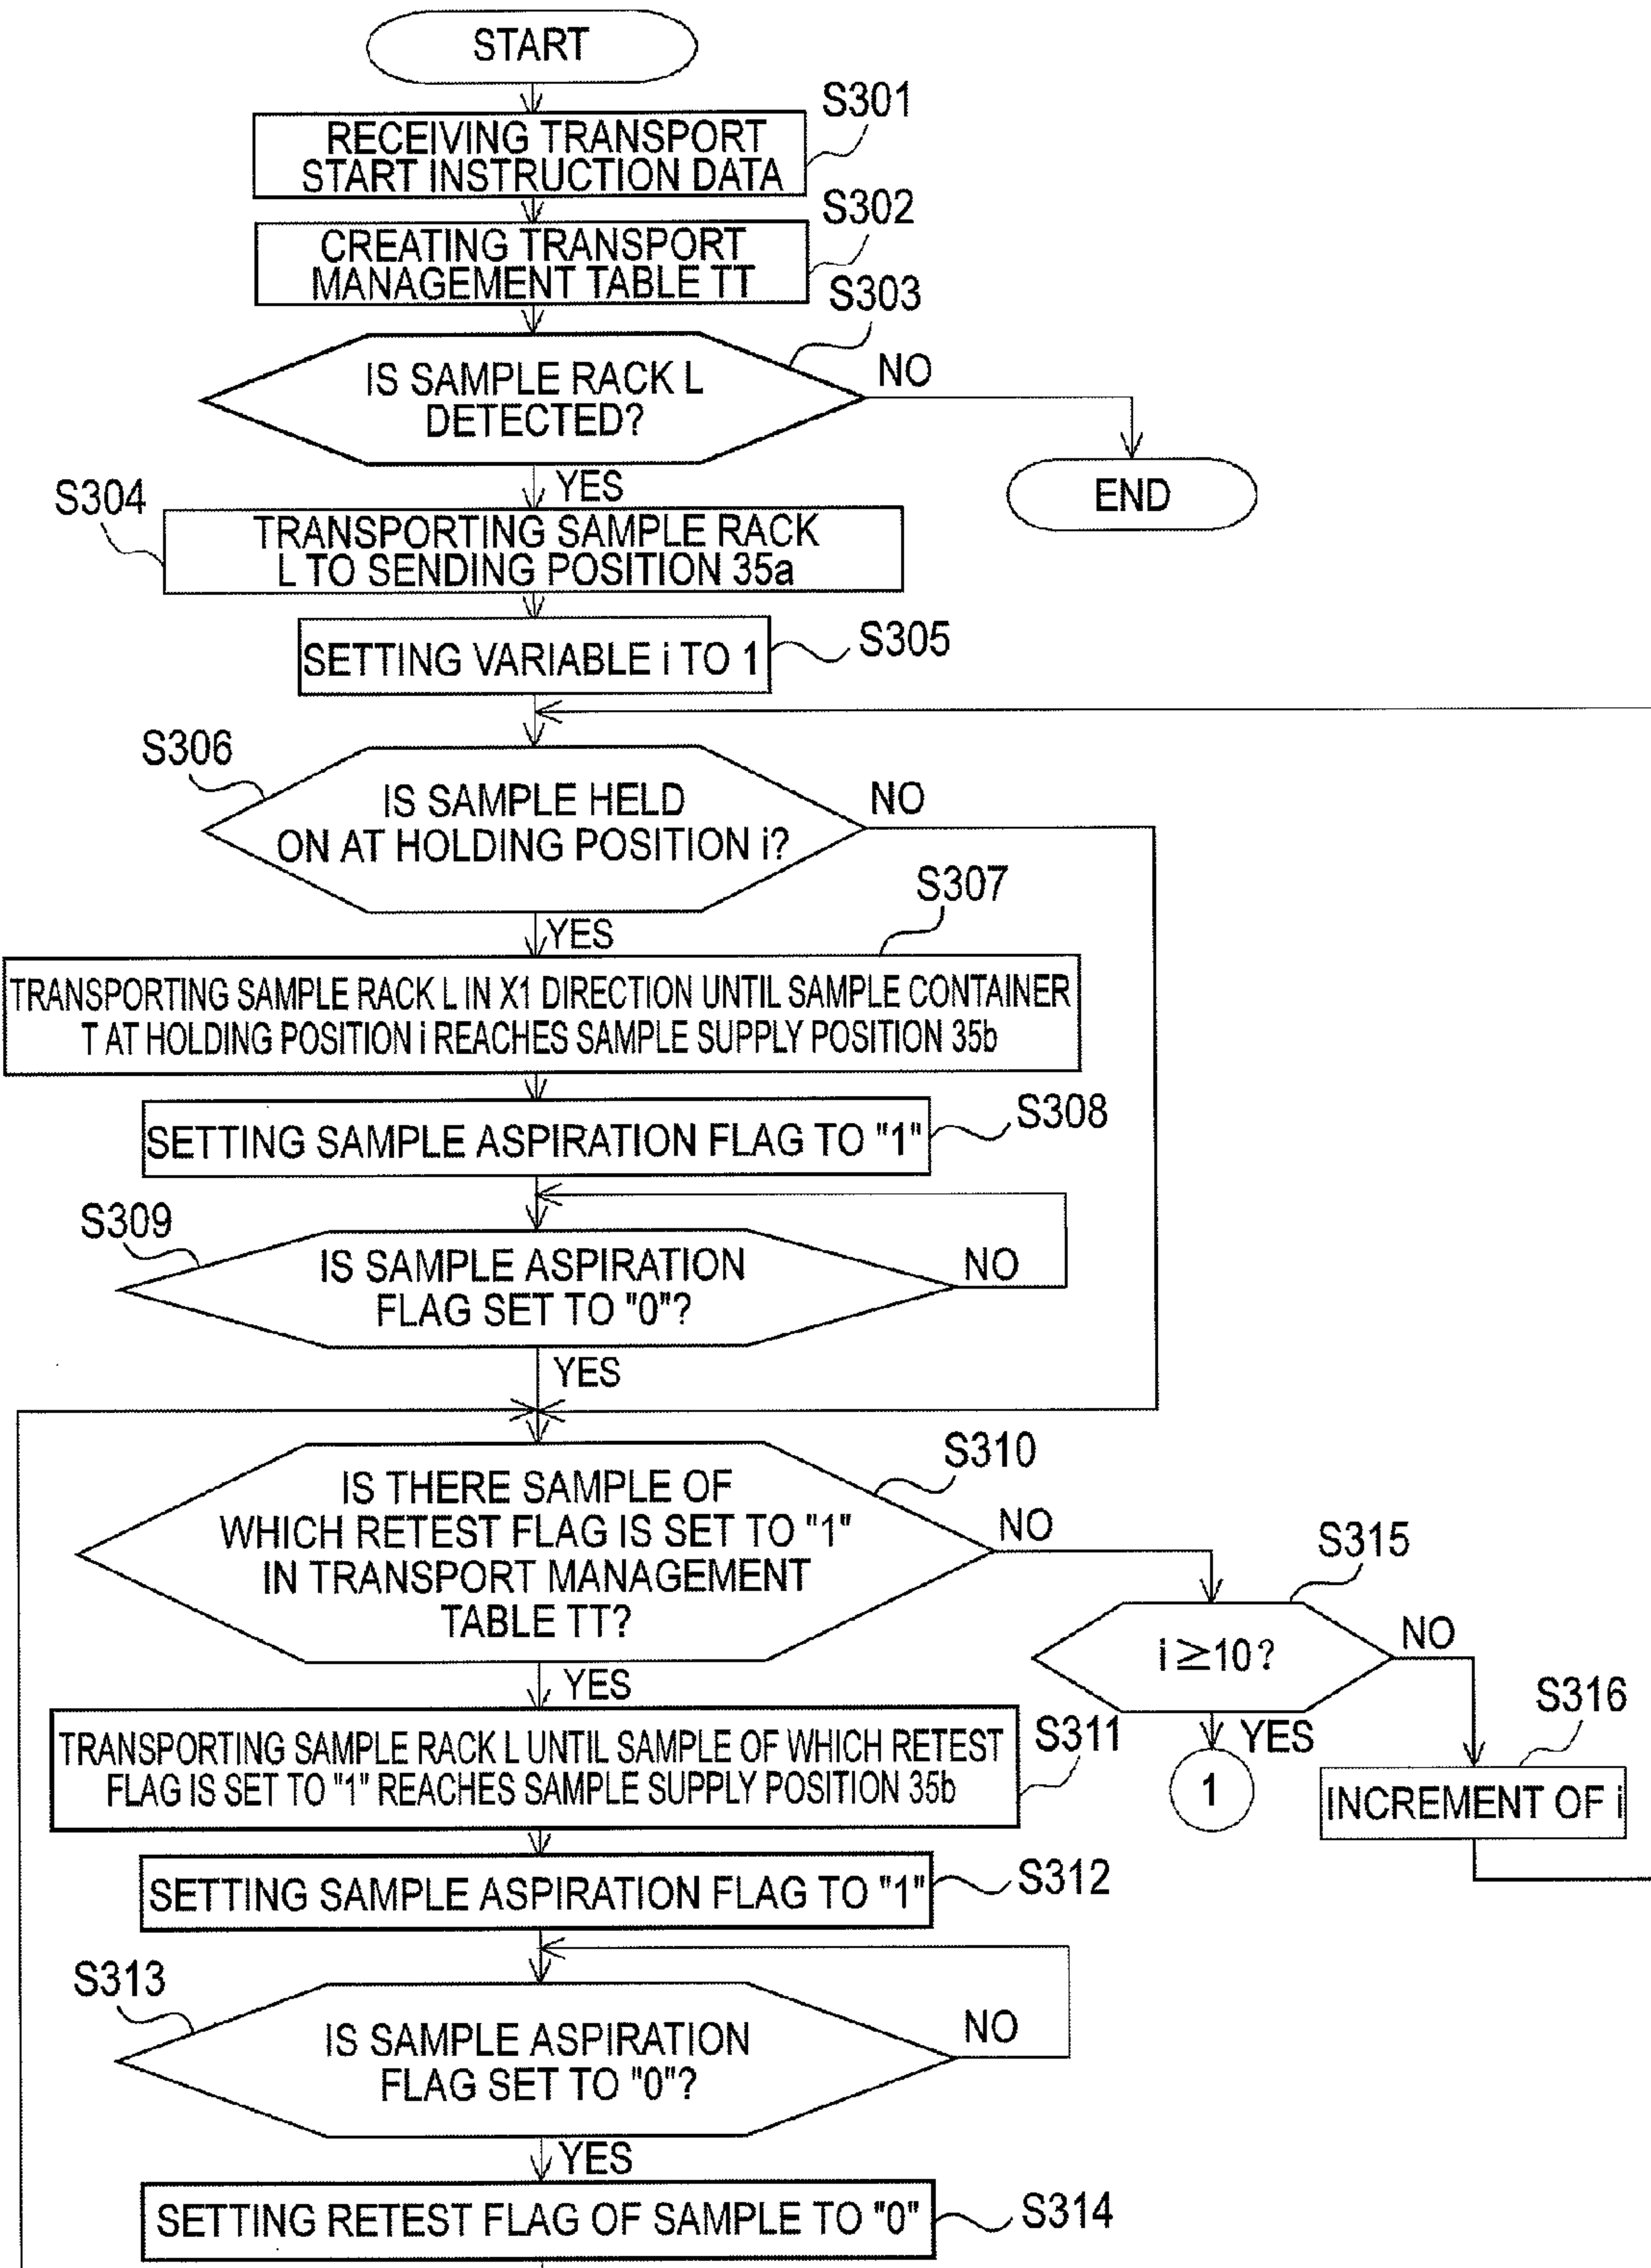 START
S301
RECEIVING TRANSPORT
START INSTRUCTION DATA
S302
CREATING TRANSPORT
MANAGEMENT TABLE TT
S303
IS SAMPLE RACK L
DETECTED?
NO
END
YES
S304
TRANSPORTING SAMPLE RACK
L TO SENDING POSITION 35a
SETTING VARIABLE i TO 1
S305
S306
IS SAMPLE HELD
ON AT HOLDING POSITION i?
NO
YES
S307
TRANSPORTING SAMPLE RACK L IN X1 DIRECTION UNTIL SAMPLE CONTAINER
T AT HOLDING POSITION i REACHES SAMPLE SUPPLY POSITION 35b
SETTING SAMPLE ASPIRATION FLAG TO "1"
S308
S309
IS SAMPLE ASPIRATION
FLAG SET TO "0"?
NO
YES
S310
IS THERE SAMPLE OF
WHICH RETEST FLAG IS SET TO "1"
IN TRANSPORT MANAGEMENT
TABLE TT?
NO
YES
S315
i ≥10?
NO
YES
1
S316
INCREMENT OF i
TRANSPORTING SAMPLE RACK L UNTIL SAMPLE OF WHICH RETEST
FLAG IS SET TO "1" REACHES SAMPLE SUPPLY POSITION 35b
S311
SETTING SAMPLE ASPIRATION FLAG TO "1"
S312
S313
IS SAMPLE ASPIRATION
FLAG SET TO "0"?
NO
YES
SETTING RETEST FLAG OF SAMPLE TO "0"
S314